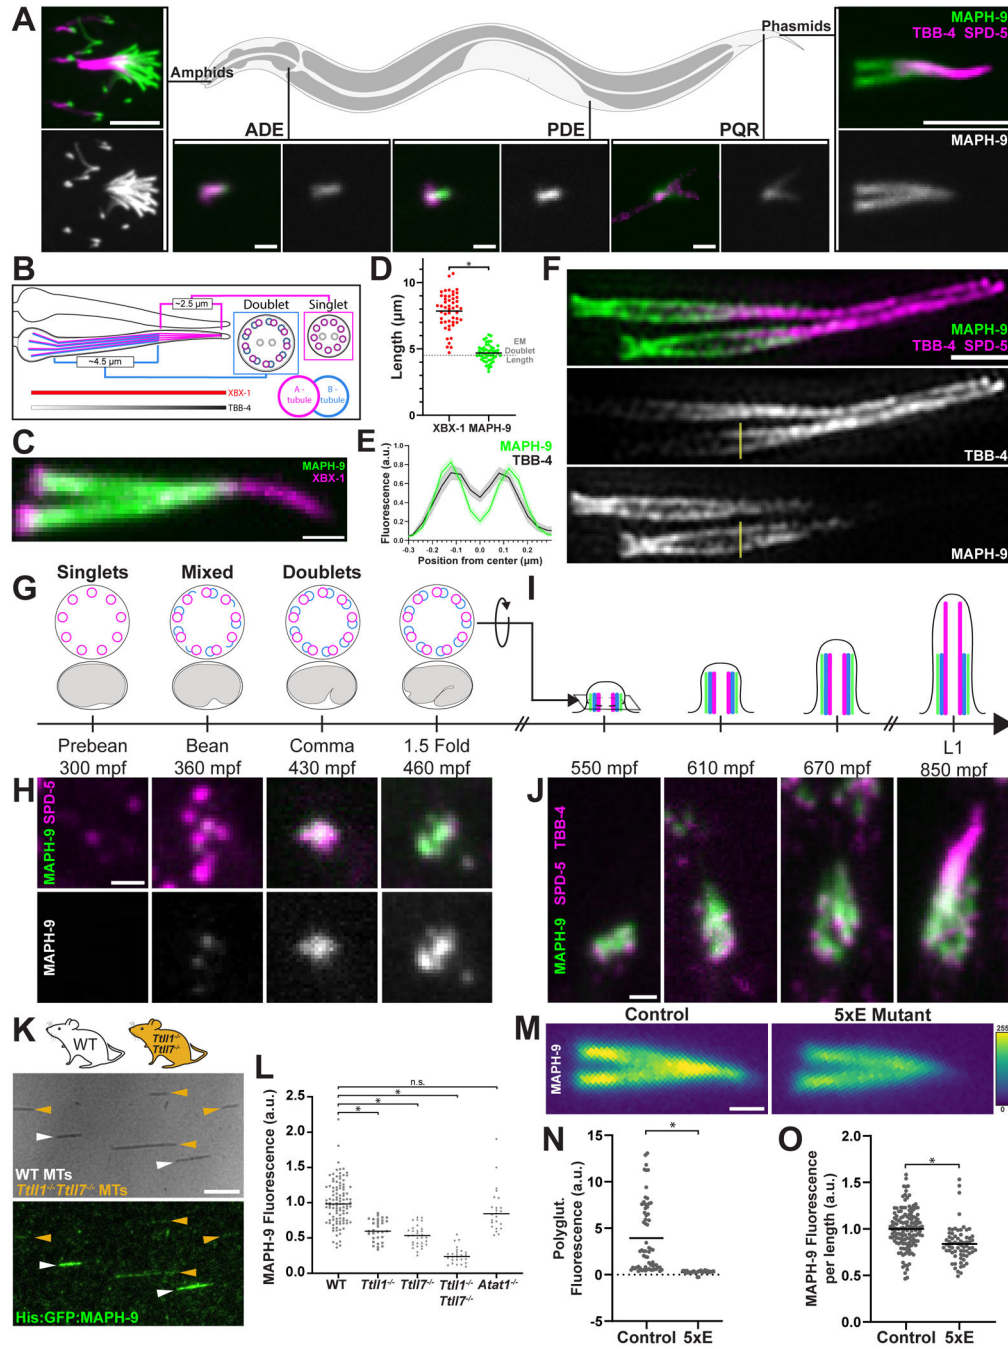 A
Amphids
Phasmids
MAPH-9
TBB-4 SPD-5
MAPH-9
ADE
PDE
PQR
B
~2.5 µm
~4.5 µm
Doublet
Singlet
A - tubule
B - tubule
XBX-1
TBB-4
C
MAPH-9
XBX-1
D
Length (µm)
10
5
0
*
EM
Doublet
Length
XBX-1 MAPH-9
E
MAPH-9
TBB-4
Fluorescence (a.u.)
1.0
0.8
0.6
0.4
0.2
0.0
-0.3 -0.2 -0.1 0.0 0.1 0.2
Position from center (µm)
F
MAPH-9
TBB-4 SPD-5
TBB-4
MAPH-9
G
Singlets
Mixed
Doublets
I
Prebean
Bean
Comma
1.5 Fold
L1
300 mpf
360 mpf
430 mpf
460 mpf
550 mpf
610 mpf
670 mpf
850 mpf
H
MAPH-9 SPD-5
MAPH-9
J
MAPH-9 SPD-5 TBB-4
K
WT
Ttll1-/-
Ttll7-/-
WT MTs
Ttll1-/-Ttll7-/- MTs
His:GFP:MAPH-9
L
MAPH-9 Fluorescence (a.u.)
2.5
2.0
1.5
1.0
0.5
0.0
n.s.
*
*
*
WT Ttll1-/- Ttll7-/- Ttll1-/- Atat1-/-
Ttll7-/-
M
Control
5xE Mutant
MAPH-9
255
0
N
Polyglut.
Fluorescence (a.u.)
15
10
5
0
-5
*
Control 5xE
O
MAPH-9 Fluorescence
per length (a.u.)
2.0
1.5
1.0
0.5
0.0
*
Control 5xE